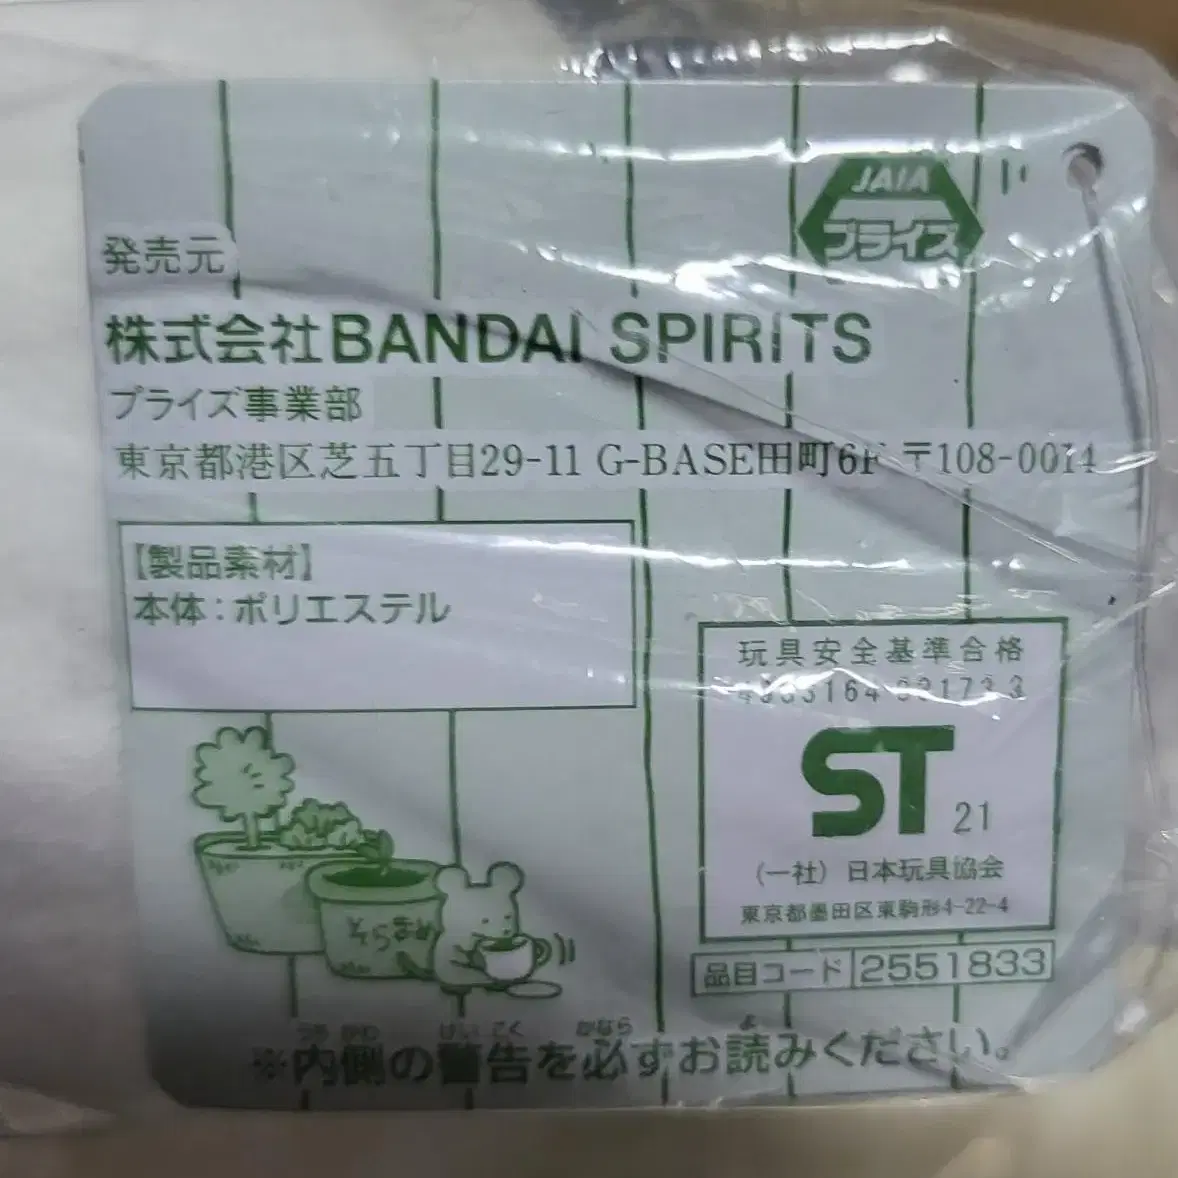 JAIA
プライズ
発売元
株式会社BANDAI SPIRITS
プライズ事業部
東京都港区芝五丁目29-11 G-BASE田町6F 〒108-0014
【製品素材】
本体：ポリエステル
玩具安全基準合格
ST 21
(一社) 日本玩具協会
東京都墨田区東駒形4-22-4
そらまめ
品目コード 2551833
うち がわ けい こく かなら よ
※内側の警告を必ずお読みください。